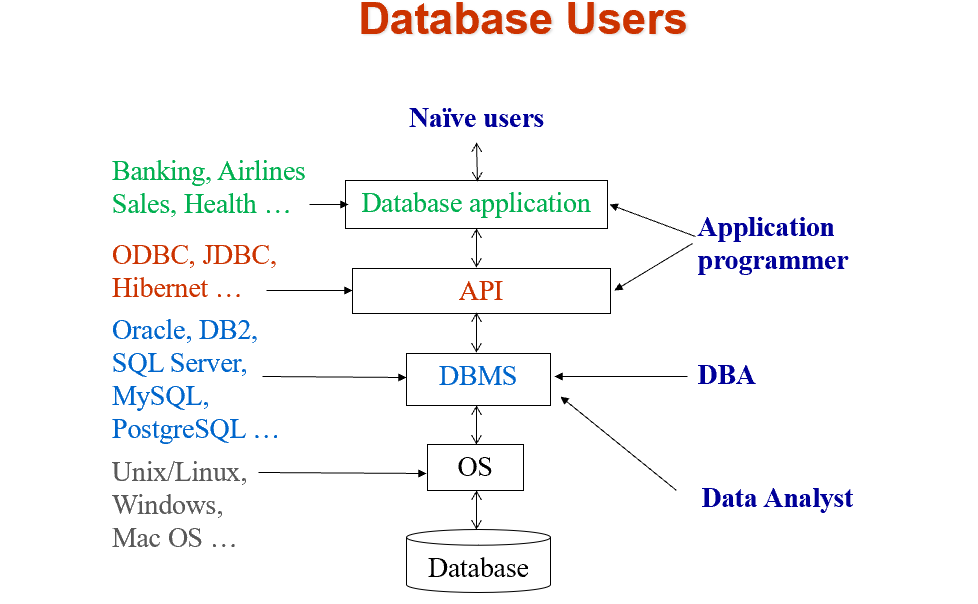 Database Users
Naïve users
Banking, Airlines
Sales, Health …
Database application
Application
programmer
ODBC, JDBC,
Hibernet …
API
Oracle, DB2,
SQL Server,
MySQL,
PostgreSQL …
DBMS
DBA
Unix/Linux,
Windows,
Mac OS …
OS
Data Analyst
Database